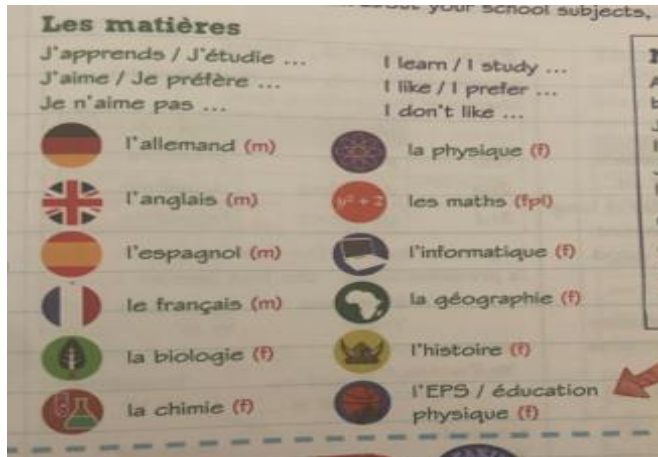 your school subjects,
Les matières
J'apprends / J'étudie ...
J'aime / Je préfère ...
Je n'aime pas ...
I learn / I study ...
I like / I prefer ...
I don't like ...
l'allemand (m)
l'anglais (m)
l'espagnol (m)
le français (m)
la biologie (f)
la chimie (f)
la physique (f)
y² + 2
les maths (fpl)
l'informatique (f)
la géographie (f)
l'histoire (f)
l'EPS / éducation
physique (f)